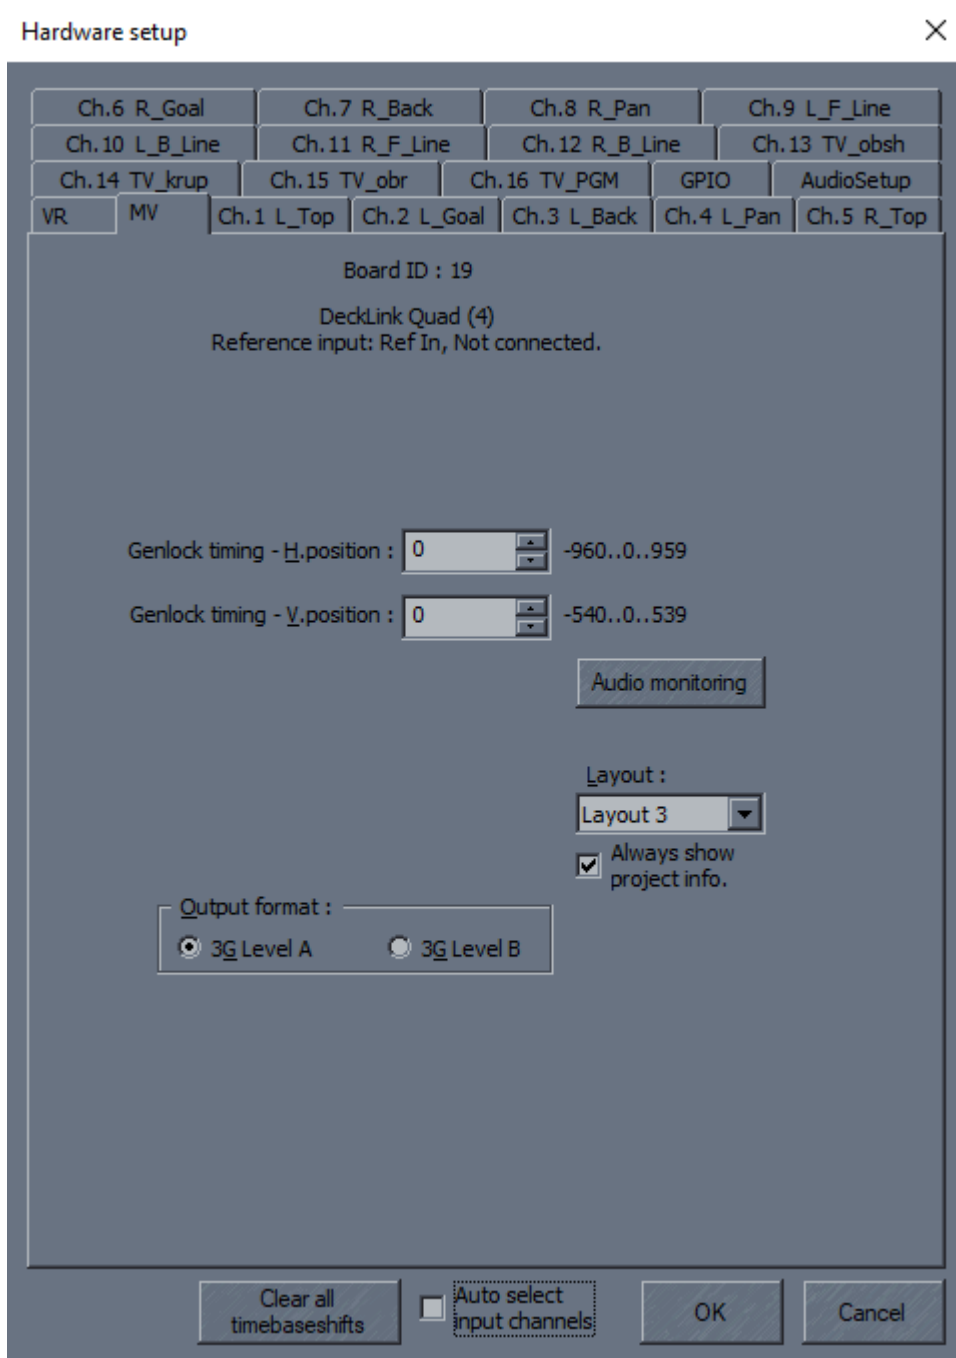 Hardware setup
Ch.6 R_Goal
Ch.7 R_Back
Ch.8 R_Pan
Ch.9 L_F_Line
Ch.10 L_B_Line
Ch.11 R_F_Line
Ch.12 R_B_Line
Ch.13 TV_obsh
Ch.14 TV_krup
Ch.15 TV_obr
Ch.16 TV_PGM
GPIO
AudioSetup
VR
MV
Ch.1 L_Top
Ch.2 L_Goal
Ch.3 L_Back
Ch.4 L_Pan
Ch.5 R_Top
Board ID : 19
DeckLink Quad (4)
Reference input: Ref In, Not connected.
Genlock timing - H.position : 0 -960..0..959
Genlock timing - V.position : 0 -540..0..539
Audio monitoring
Layout :
Layout 3
Always show
project info.
Output format :
3G Level A
3G Level B
Clear all
timebaseshifts
Auto select
input channels
OK
Cancel